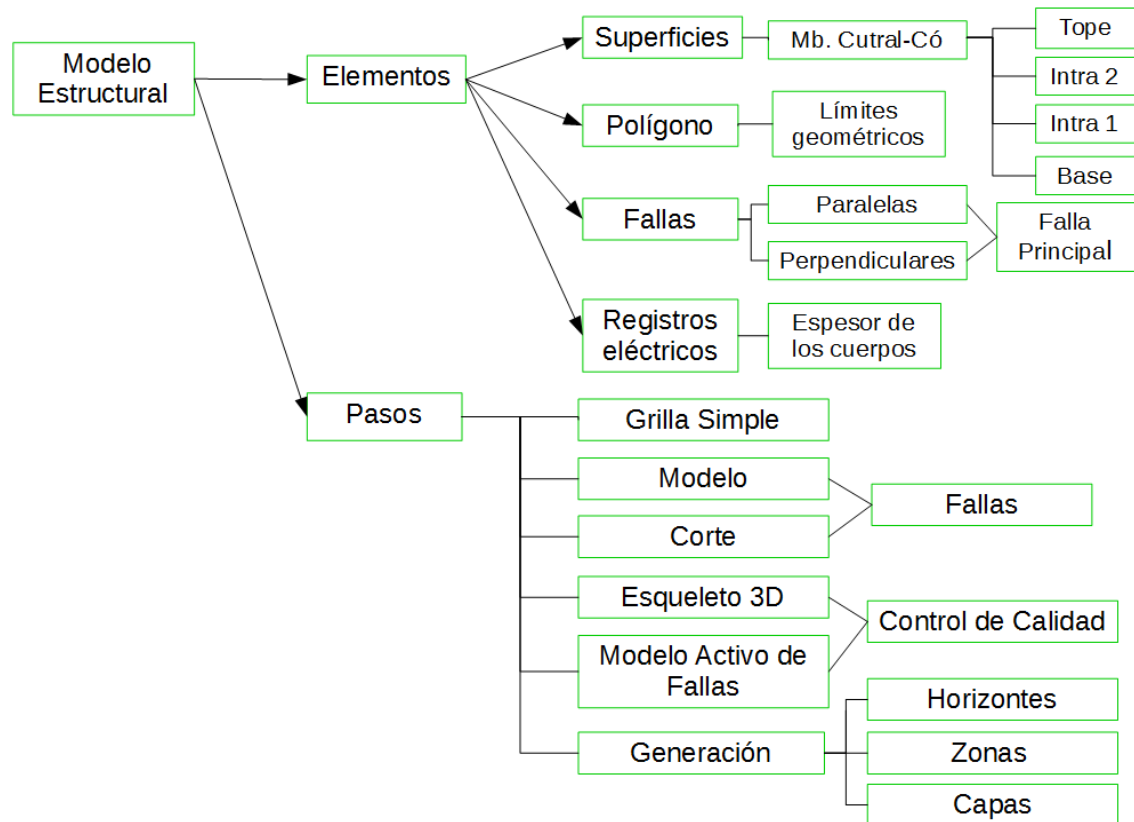 Modelo
Estructural
Elementos
Superficies
Mb. Cutral-Có
Tope
Intra 2
Intra 1
Base
Polígono
Límites
geométricos
Fallas
Paralelas
Perpendiculares
Falla
Principal
Registros
eléctricos
Espesor de
los cuerpos
Pasos
Grilla Simple
Modelo
Corte
Fallas
Esqueleto 3D
Modelo Activo de
Fallas
Control de Calidad
Generación
Horizontes
Zonas
Capas